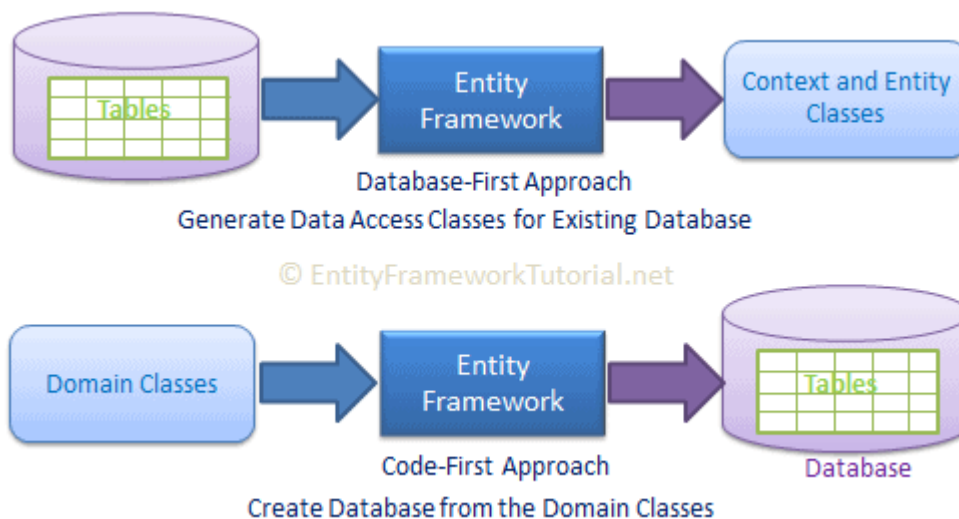 Tables
Entity
Framework
Context and Entity
Classes
Database-First Approach
Generate Data Access Classes for Existing Database
© EntityFrameworkTutorial.net
Domain Classes
Entity
Framework
Tables
Code-First Approach
Database
Create Database from the Domain Classes